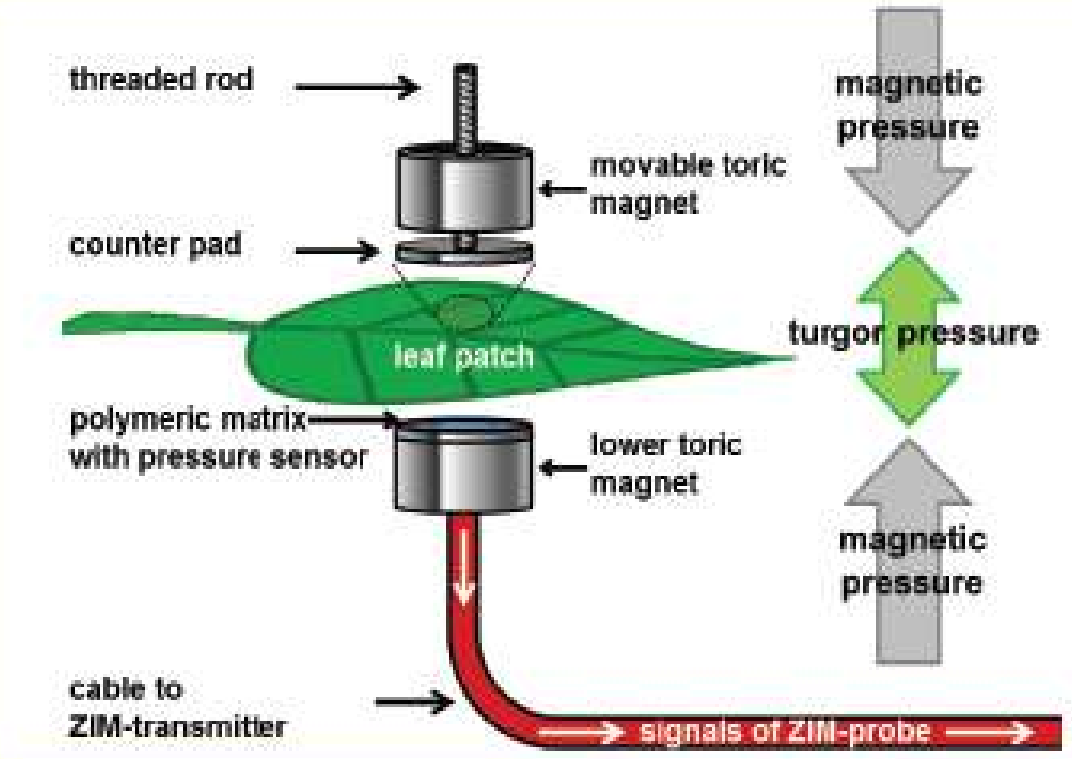 threaded rod
magnetic
pressure
movable toric
magnet
counter pad
turgor pressure
leaf patch
polymeric matrix
with pressure sensor
lower toric
magnet
magnetic
pressure
cable to
ZIM-transmitter
signals of ZIM-probe